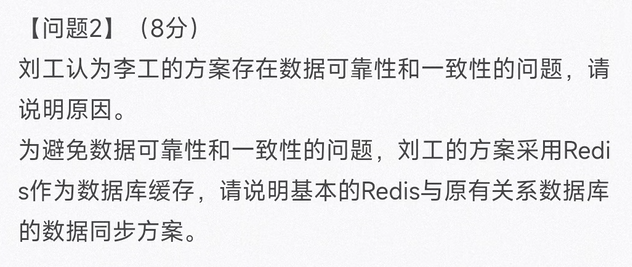 【问题2】（8分）
刘工认为李工的方案存在数据可靠性和一致性的问题，请
说明原因。
为避免数据可靠性和一致性的问题，刘工的方案采用Redi
s作为数据库缓存，请说明基本的Redis与原有关系数据库
的数据同步方案。